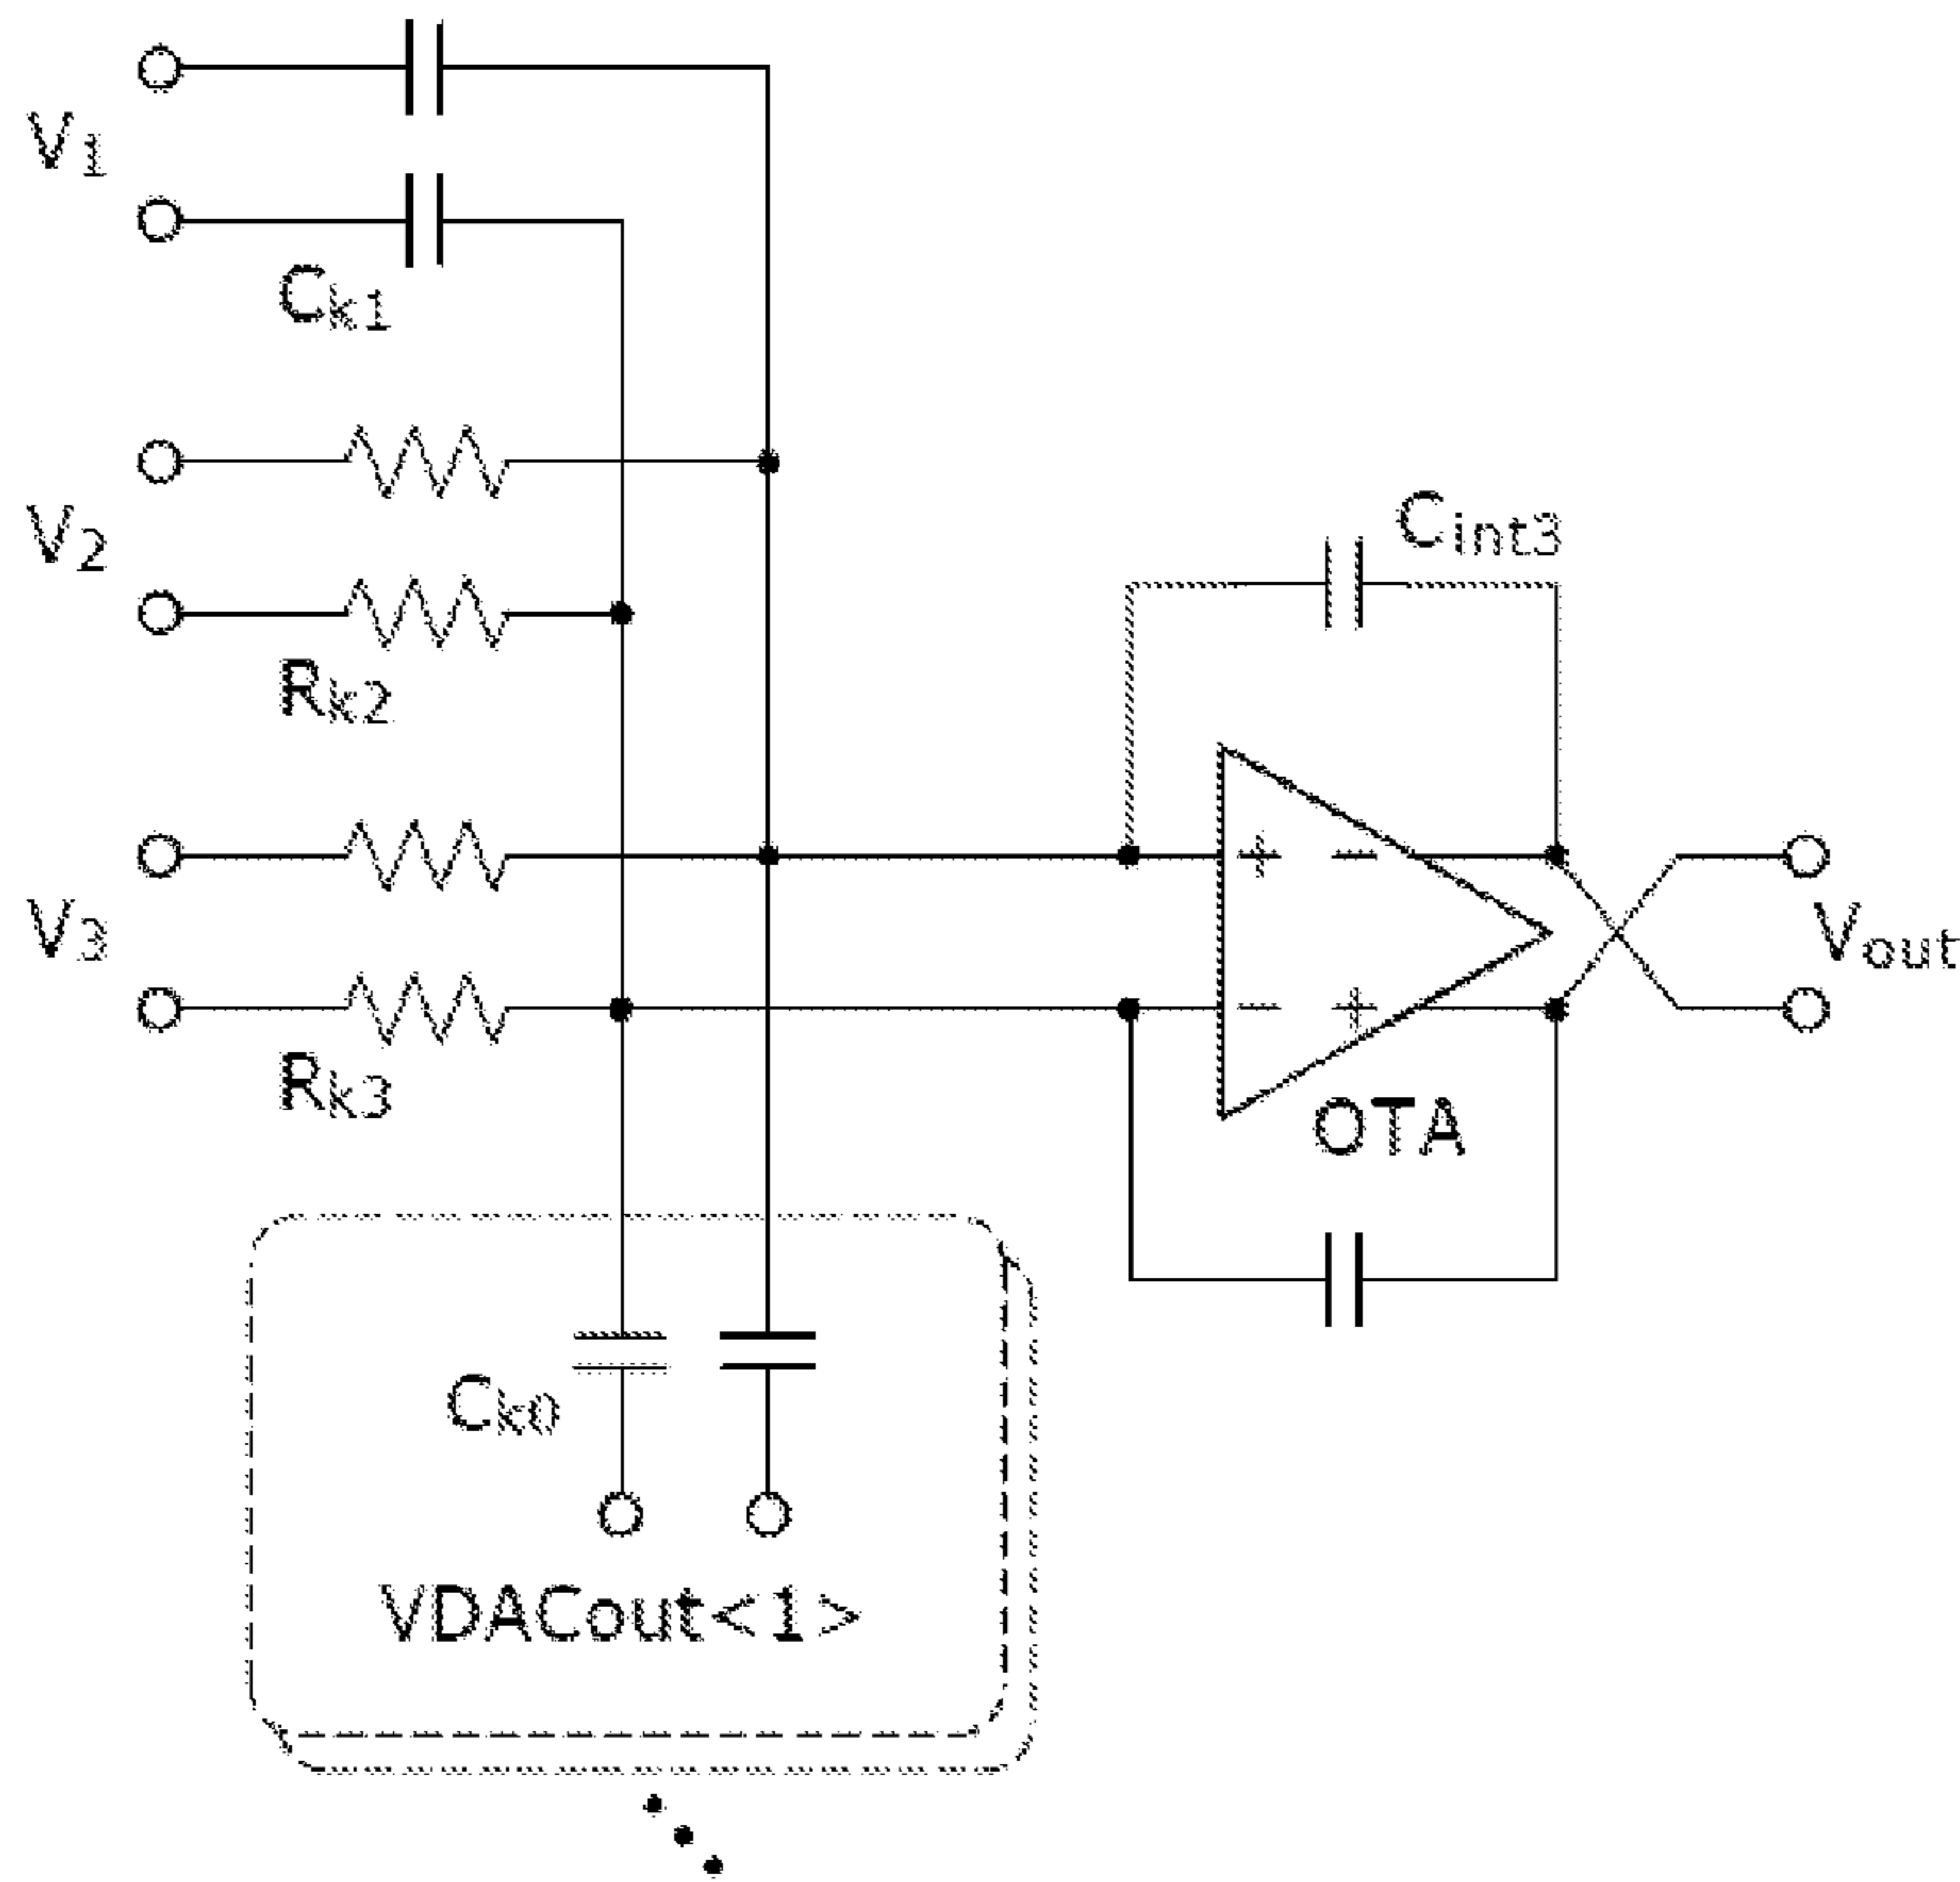 V1
Ck1
V2
Rk2
Cint3
V3
Rk3
+ −
− +
Vout
OTA
Ck0
VDACout<1>